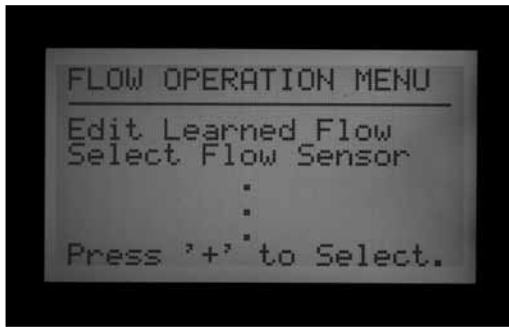 FLOW OPERATION MENU
Edit Learned Flow
Select Flow Sensor
.
.
.
Press '+' to Select.